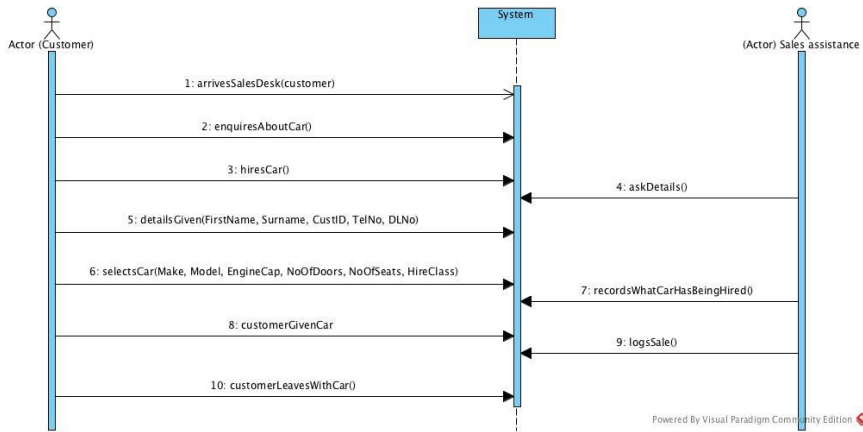 System
Actor (Customer)
(Actor) Sales assistance
1: arrivesSalesDesk(customer)
2: enquiresAboutCar()
3: hiresCar()
4: askDetails()
5: detailsGiven(FirstName, Surname, CustID, TelNo, DLNo)
6: selectsCar(Make, Model, EngineCap, NoOfDoors, NoOfSeats, HireClass)
7: recordsWhatCarHasBeingHired()
8: customerGivenCar
9: logsSale()
10: customerLeavesWithCar()
Powered By Visual Paradigm Community Edition